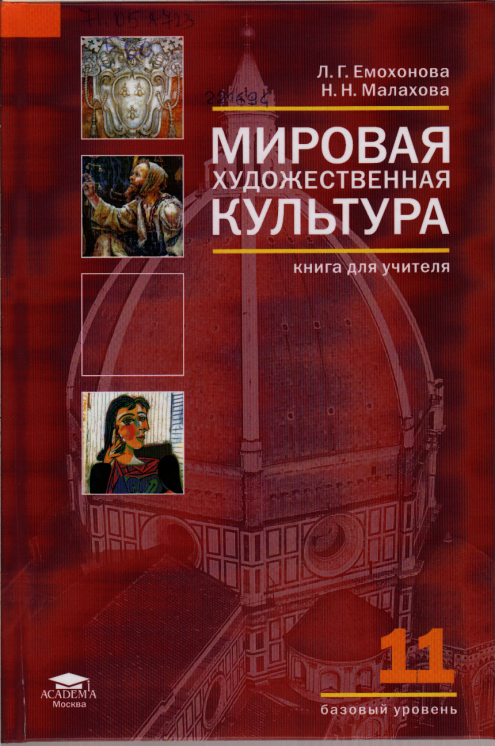 Л. Г. Емохонова
Н. Н. Малахова
МИРОВАЯ
ХУДОЖЕСТВЕННАЯ
КУЛЬТУРА
книга для учителя
11
базовый уровень
ACADEMA
Москва